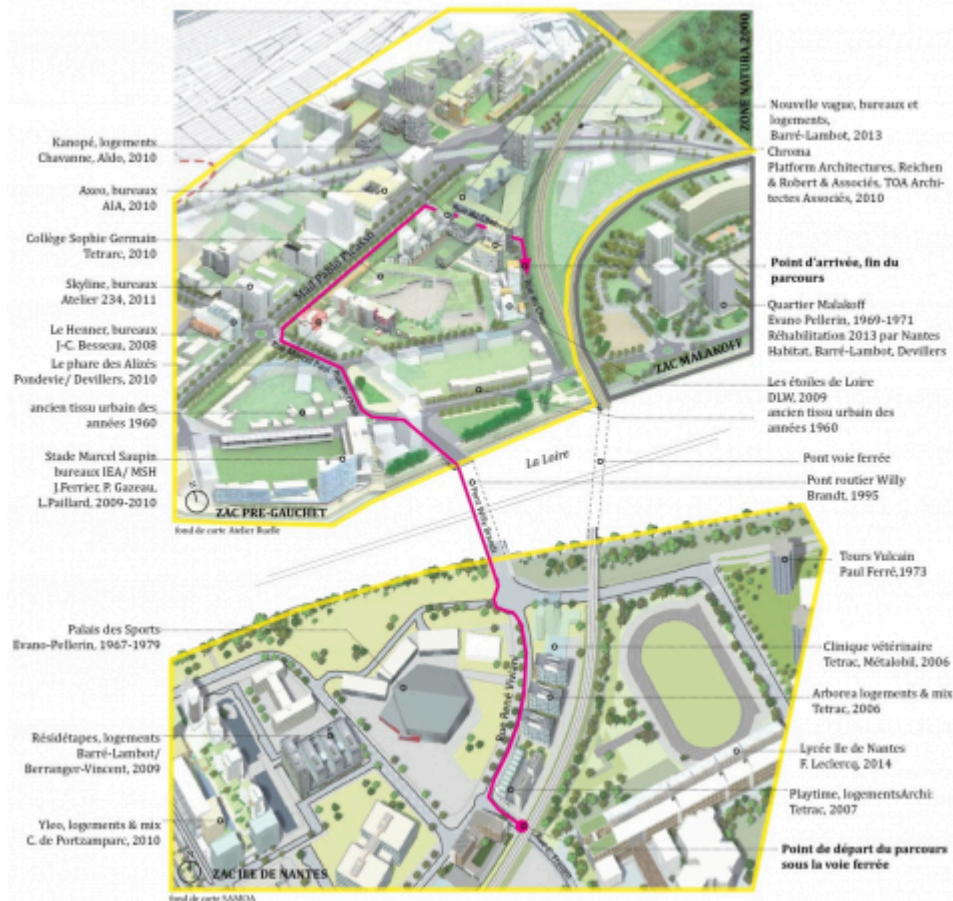 Kanopé, logements
Chavanne, Aldo, 2010
Axeo, bureaux
AIA, 2010
Collège Sophie Germain
Tetrarc, 2010
Skyline, bureaux
Atelier 234, 2011
Le Henner, bureaux
J-C. Besseau, 2008
Le phare des Alizés
Pondevie/ Devillers, 2010
ancien tissu urbain des
années 1960
Stade Marcel Saupin
bureaux IEA/ MSH
J.Ferrier, P. Gazeau,
L.Paillard, 2009-2010
ZAC PRE-GAUCHET
fond de carte Atelier Ruelle
Mail Pablo Picasso
ZONE NATURA 2000
Nouvelle vague, bureaux et
logements,
Barré-Lambot, 2013
Chroma
Platform Architectures, Reichen
& Robert & Associés, TOA Archi-
tectes Associés, 2010
Point d'arrivée, fin du
parcours
Quartier Malakoff
Evano Pellerin, 1969-1971
Réhabilitation 2013 par Nantes
Habitat, Barré-Lambot, Devillers
ZAC MALAKOFF
Les étoiles de Loire
DLW, 2009
ancien tissu urbain des
années 1960
La Loire
Pont voie ferrée
Pont routier Willy
Brandt, 1995
Pont Willy Brandt
Tours Vulcain
Paul Ferré,1973
Palais des Sports
Evano-Pellerin, 1967-1979
Rue René Viviani
Clinique vétérinaire
Tetrac, Métalobil, 2006
Arborea logements & mix
Tetrac, 2006
Résidétapes, logements
Barré-Lambot/
Berranger-Vincent, 2009
Lycée Ile de Nantes
F. Leclercq, 2014
Playtime, logementsArchi:
Tetrac, 2007
Yleo, logements & mix
C. de Portzamparc, 2010
Point de départ du parcours
sous la voie ferrée
ZAC ILE DE NANTES
fond de carte SAMOA